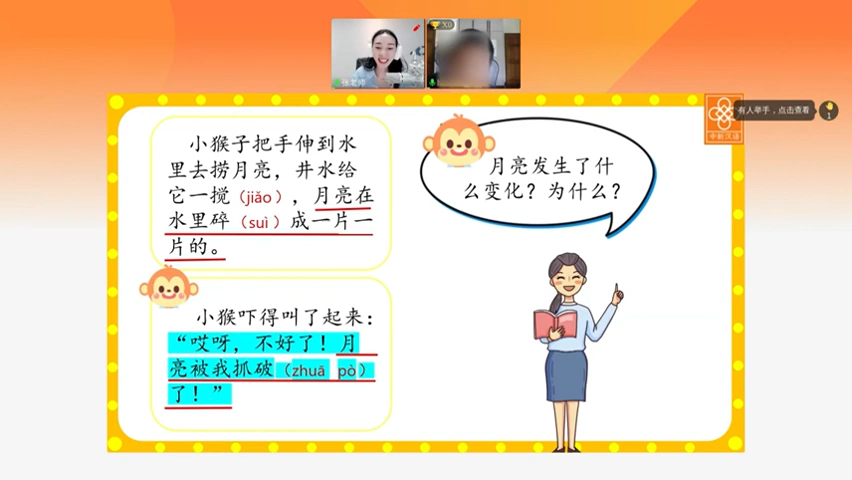 张老师
X0
有人举手，点击查看
1
小猴子把手伸到水
里去捞月亮，井水给
它一搅（jiǎo），月亮在
水里碎（suì）成一片一
片的。
月亮发生了什
么变化？为什么？
小猴吓得叫了起来：
“哎呀，不好了！月
亮被我抓破（zhuā pò）
了！”